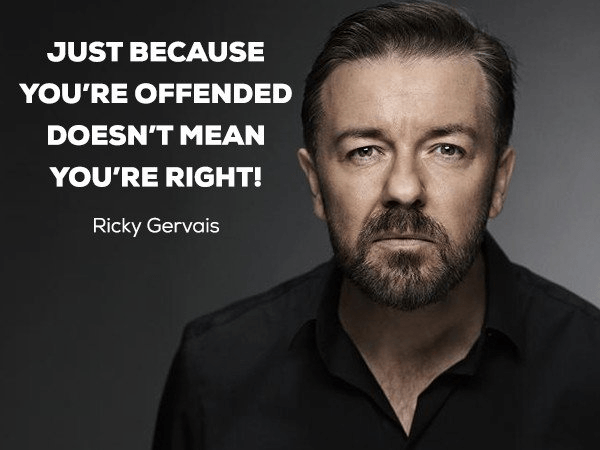 JUST BECAUSE
YOU'RE OFFENDED
DOESN'T MEAN
YOU'RE RIGHT!
Ricky Gervais